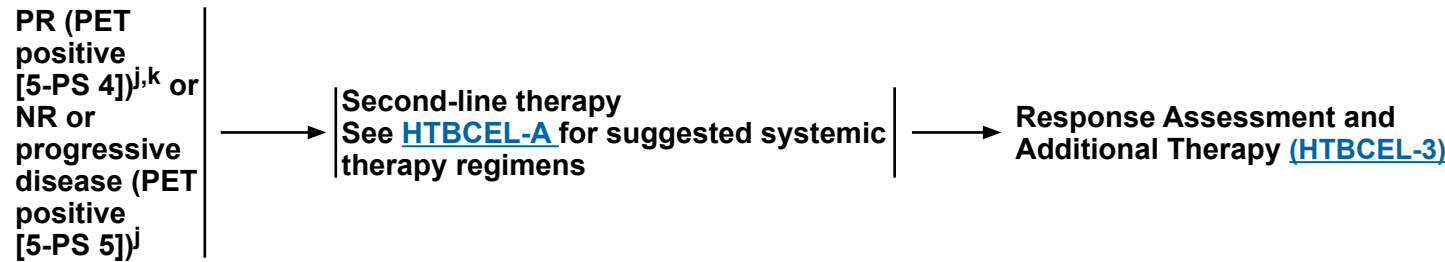 PR (PET
positive
[5-PS 4])j,k or
NR or
progressive
disease (PET
positive
[5-PS 5])j
Second-line therapy
See HTBCEL-A for suggested systemic
therapy regimens
Response Assessment and
Additional Therapy (HTBCEL-3)